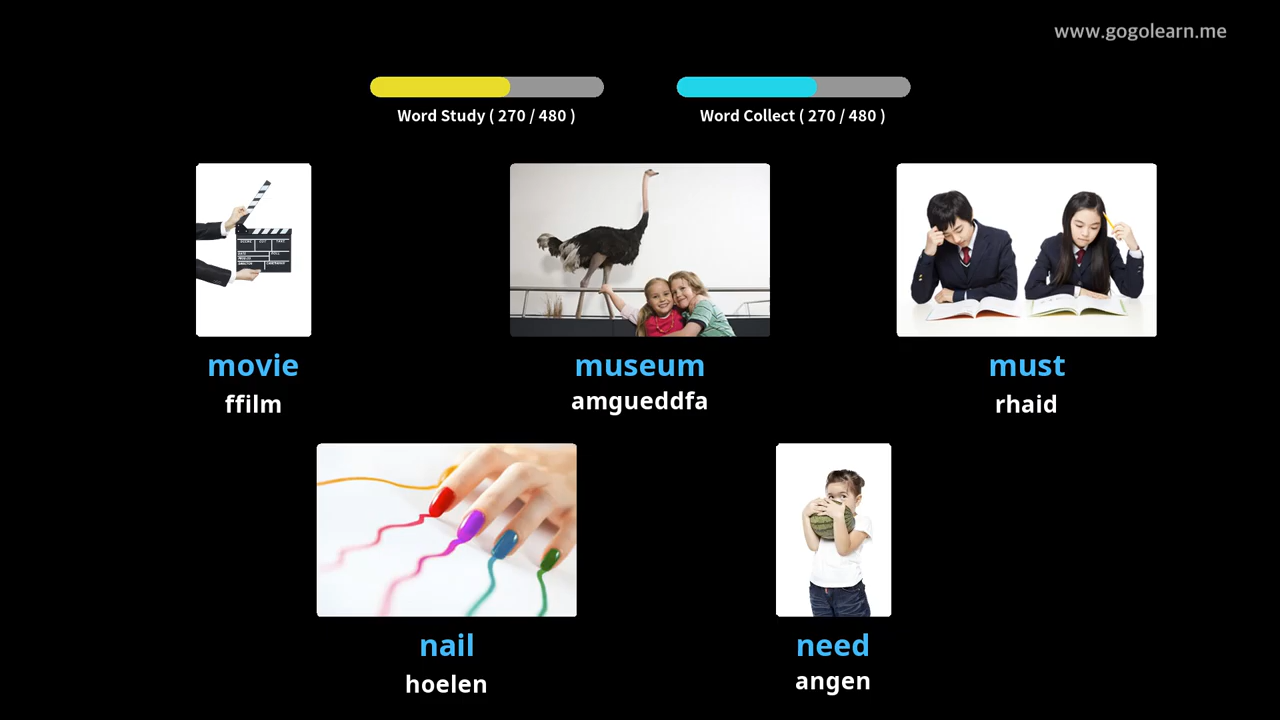 www.gogolearn.me
Word Study ( 270 / 480 )
Word Collect ( 270 / 480 )
movie
ffilm
museum
amgueddfa
must
rhaid
nail
hoelen
need
angen